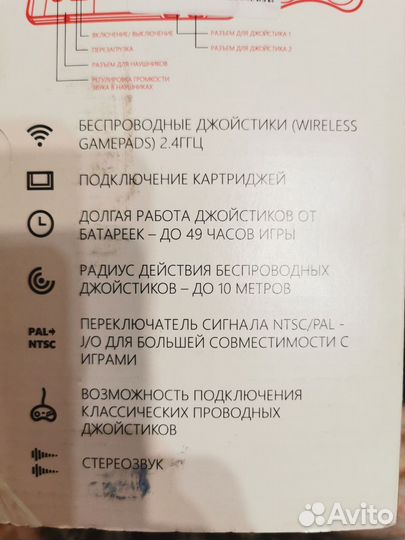 ВКЛЮЧЕНИЕ/ ВЫКЛЮЧЕНИЕ
РАЗЪЕМ ДЛЯ ДЖОЙСТИКА 1
ПЕРЕЗАГРУЗКА
РАЗЪЕМ ДЛЯ ДЖОЙСТИКА 2
РАЗЪЕМ ДЛЯ НАУШНИКОВ
РЕГУЛИРОВКА ГРОМКОСТИ
ЗВУКА В НАУШНИКАХ
БЕСПРОВОДНЫЕ ДЖОЙСТИКИ (WIRELESS
GAMEPADS) 2.4ГГЦ
ПОДКЛЮЧЕНИЕ КАРТРИДЖЕЙ
ДОЛГАЯ РАБОТА ДЖОЙСТИКОВ ОТ
БАТАРЕЕК – ДО 49 ЧАСОВ ИГРЫ
РАДИУС ДЕЙСТВИЯ БЕСПРОВОДНЫХ
ДЖОЙСТИКОВ – ДО 10 МЕТРОВ
PAL→
NTSC
ПЕРЕКЛЮЧАТЕЛЬ СИГНАЛА NTSC/PAL -
J/O ДЛЯ БОЛЬШЕЙ СОВМЕСТИМОСТИ С
ИГРАМИ
ВОЗМОЖНОСТЬ ПОДКЛЮЧЕНИЯ
КЛАССИЧЕСКИХ ПРОВОДНЫХ
ДЖОЙСТИКОВ
СТЕРЕОЗВУК
Avito